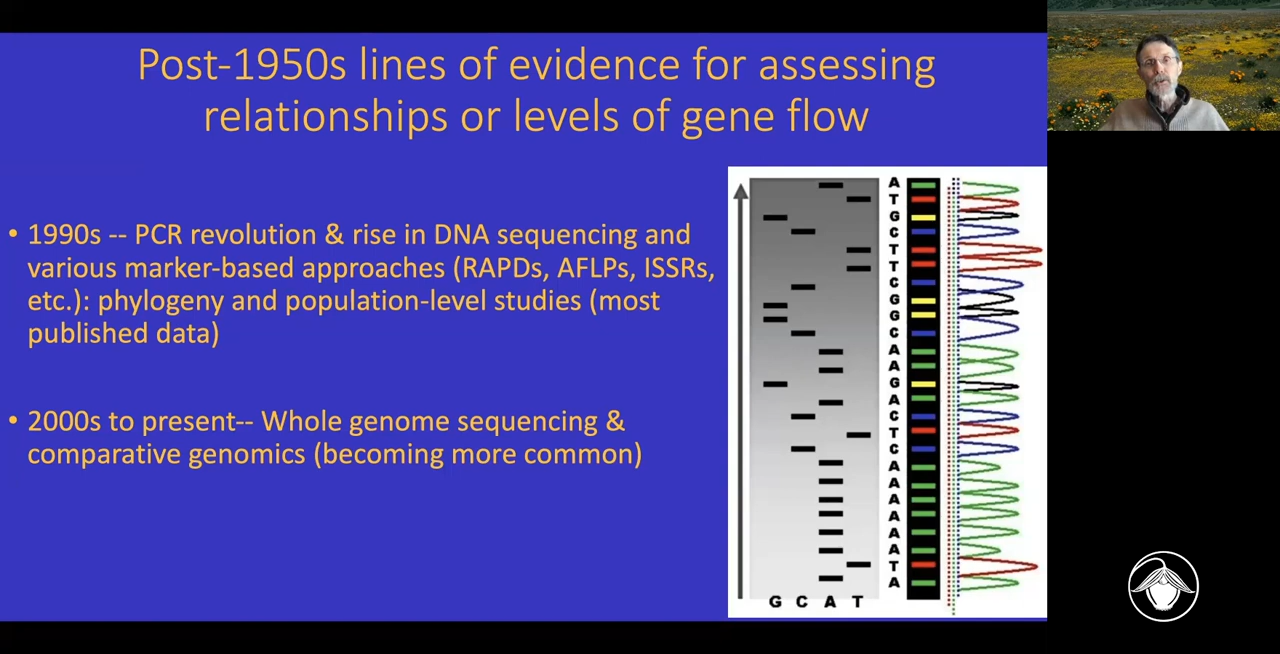 Post-1950s lines of evidence for assessing
relationships or levels of gene flow
• 1990s -- PCR revolution & rise in DNA sequencing and
various marker-based approaches (RAPDs, AFLPs, ISSRs,
etc.): phylogeny and population-level studies (most
published data)
• 2000s to present-- Whole genome sequencing &
comparative genomics (becoming more common)
A
T
G
C
T
T
C
G
G
C
A
A
G
A
C
T
C
A
A
A
A
A
A
T
A
G C A T